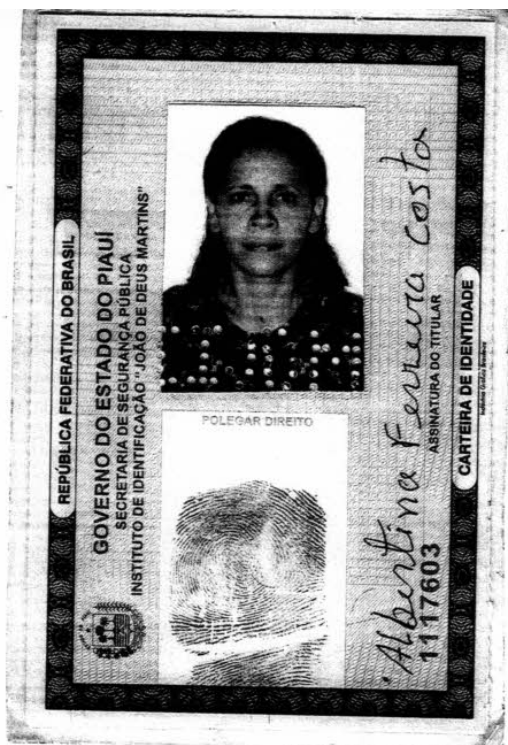 REPÚBLICA FEDERATIVA DO BRASIL
GOVERNO DO ESTADO DO PIAUÍ
SECRETARIA DE SEGURANÇA PÚBLICA
INSTITUTO DE IDENTIFICAÇÃO "JOÃO DE DEUS MARTINS"
POLEGAR DIREITO
Albertina Ferreira Costa
1117603
ASSINATURA DO TITULAR
CARTEIRA DE IDENTIDADE